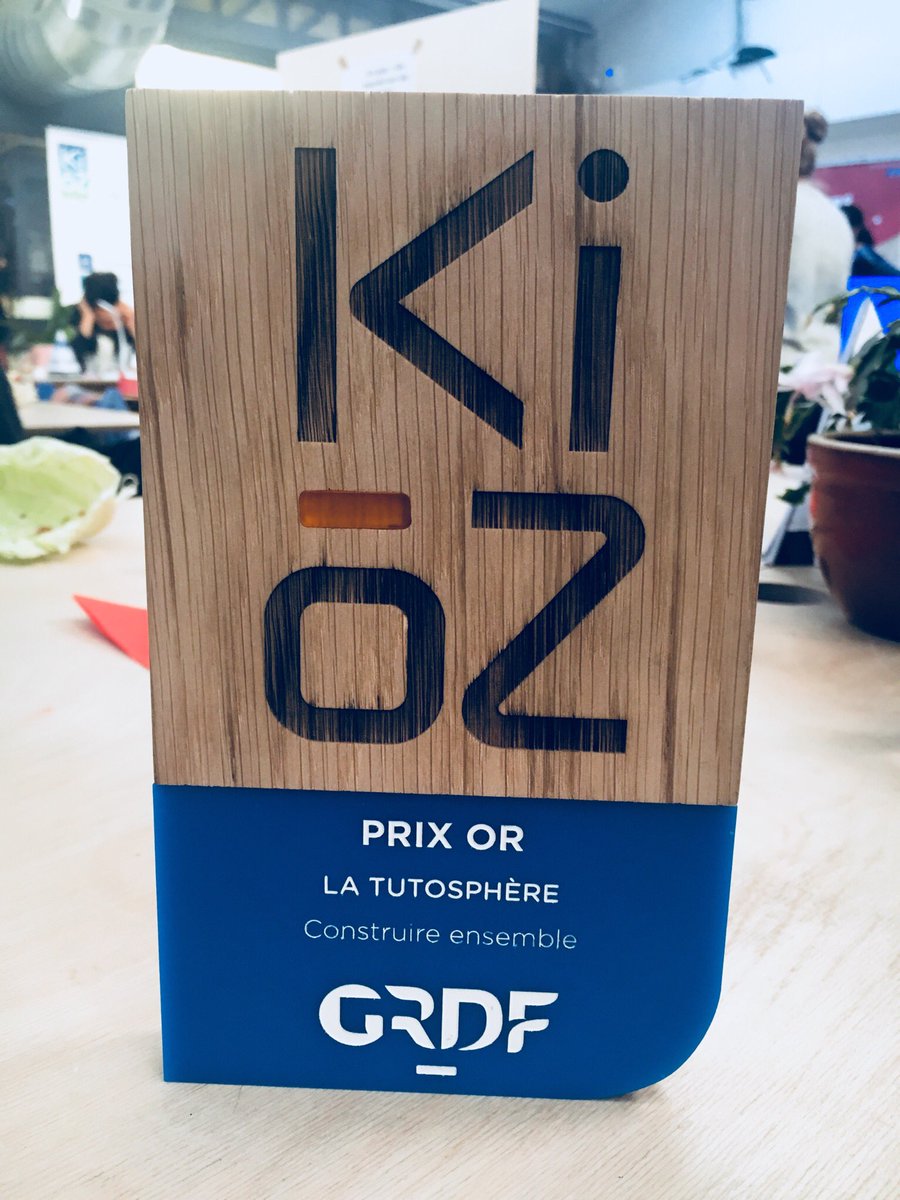 Ki
ōZ
PRIX OR
LA TUTOSPHÈRE
Construire ensemble
GRDF